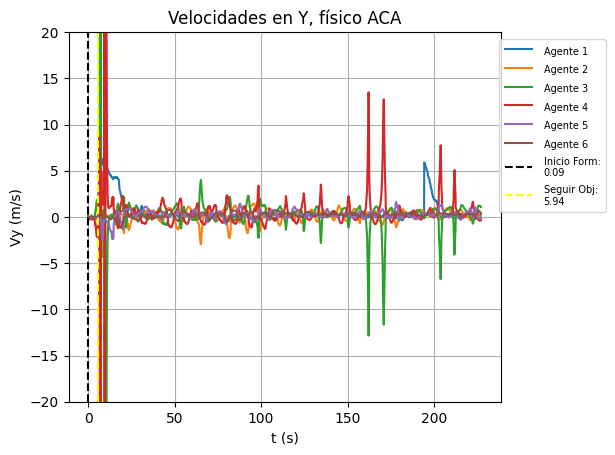 Velocidades en Y, físico ACA
Vy (m/s)
20
15
10
5
0
−5
−10
−15
−20
0
50
100
150
200
t (s)
Agente 1
Agente 2
Agente 3
Agente 4
Agente 5
Agente 6
Inicio Form:
0.09
Seguir Obj:
5.94